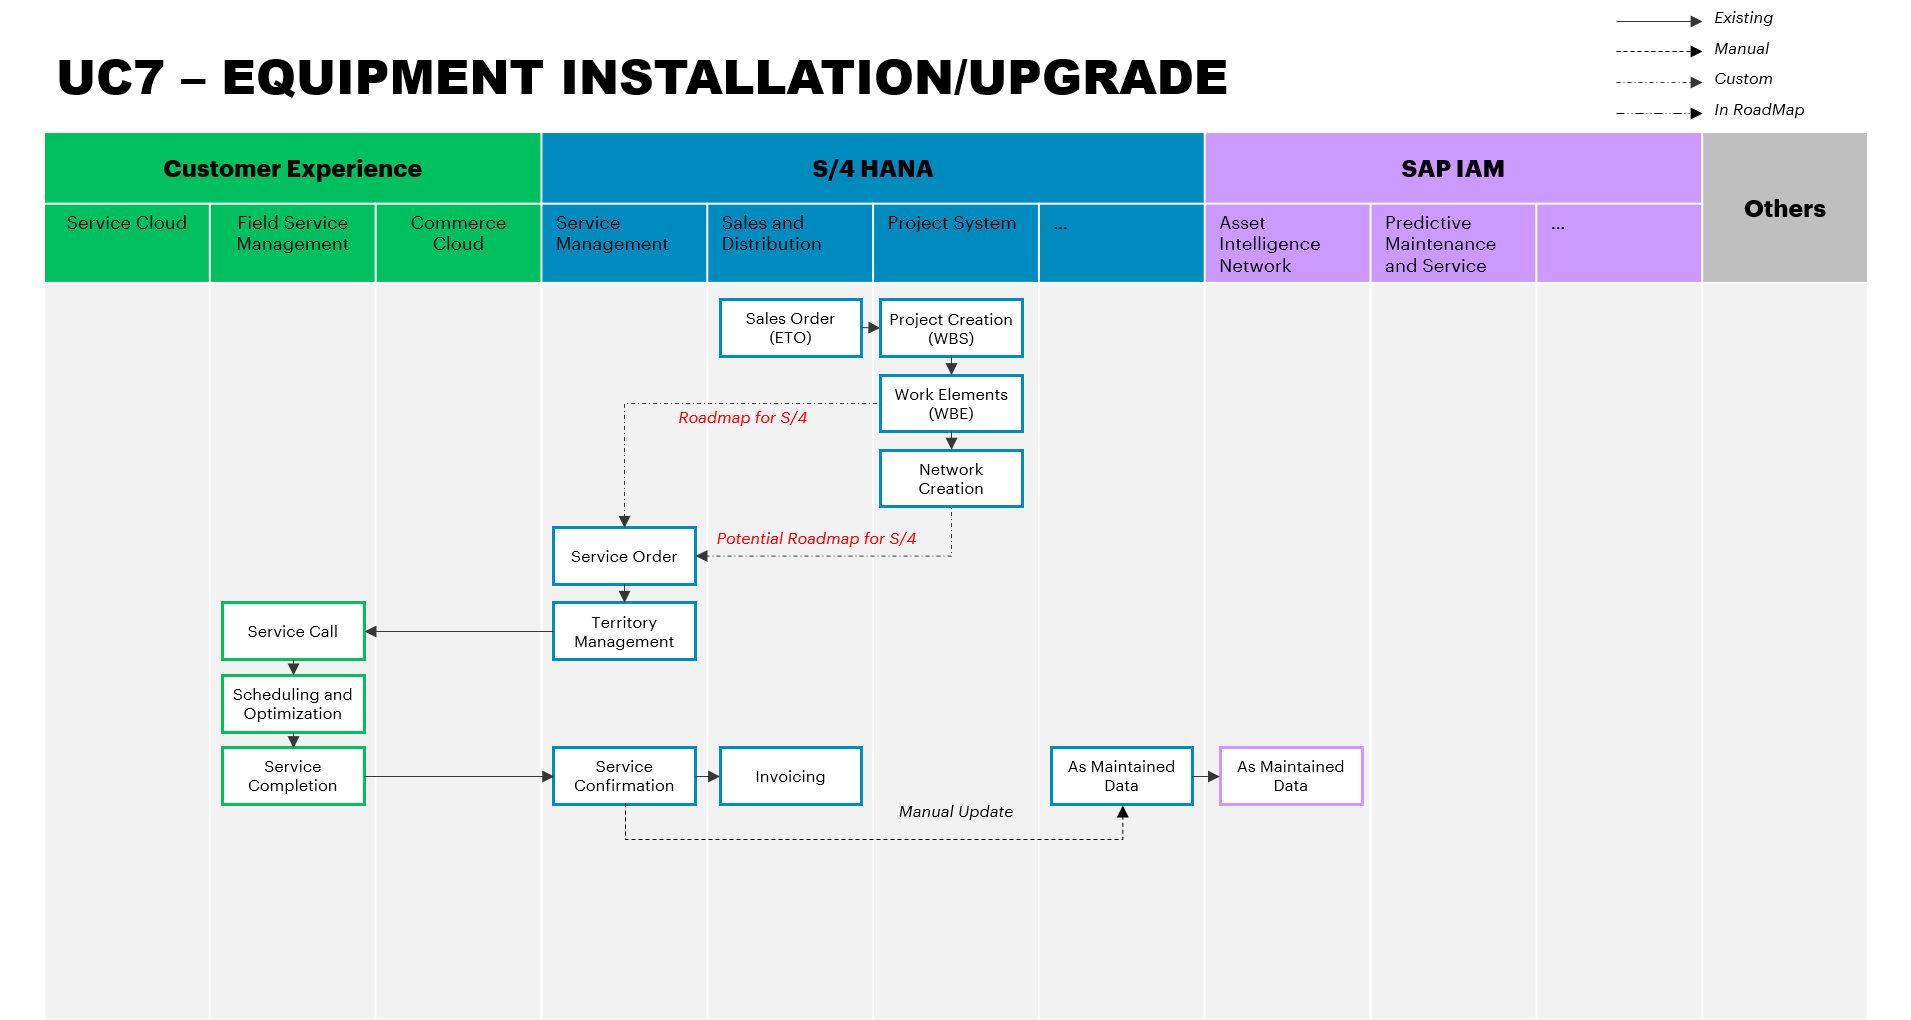 Existing
Manual
Custom
In RoadMap
UC7 – EQUIPMENT INSTALLATION/UPGRADE
Customer Experience
S/4 HANA
SAP IAM
Others
Service Cloud
Field Service
Management
Commerce
Cloud
Service
Management
Sales and
Distribution
Project System
...
Asset
Intelligence
Network
Predictive
Maintenance
and Service
...
Sales Order
(ETO)
Project Creation
(WBS)
Work Elements
(WBE)
Roadmap for S/4
Network
Creation
Potential Roadmap for S/4
Service Order
Service Call
Territory
Management
Scheduling and
Optimization
Service
Completion
Service
Confirmation
Invoicing
As Maintained
Data
As Maintained
Data
Manual Update